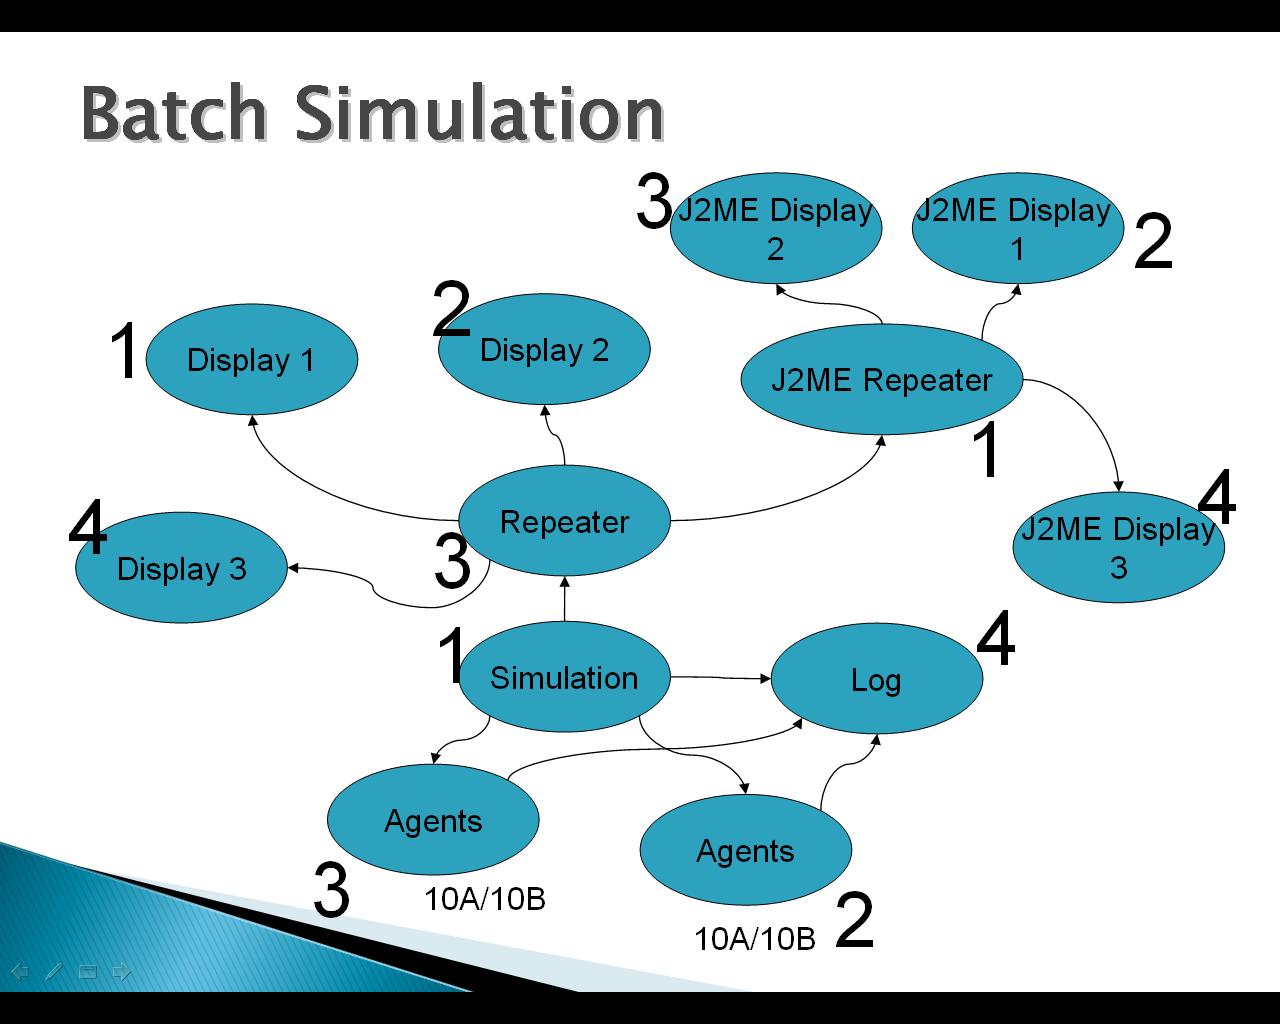 Batch Simulation
3
J2ME Display
2
J2ME Display
1
2
1
Display 1
2
Display 2
J2ME Repeater
1
4
Display 3
Repeater
3
4
J2ME Display
3
1
Simulation
Log
4
Agents
3
10A/10B
Agents
10A/10B
2